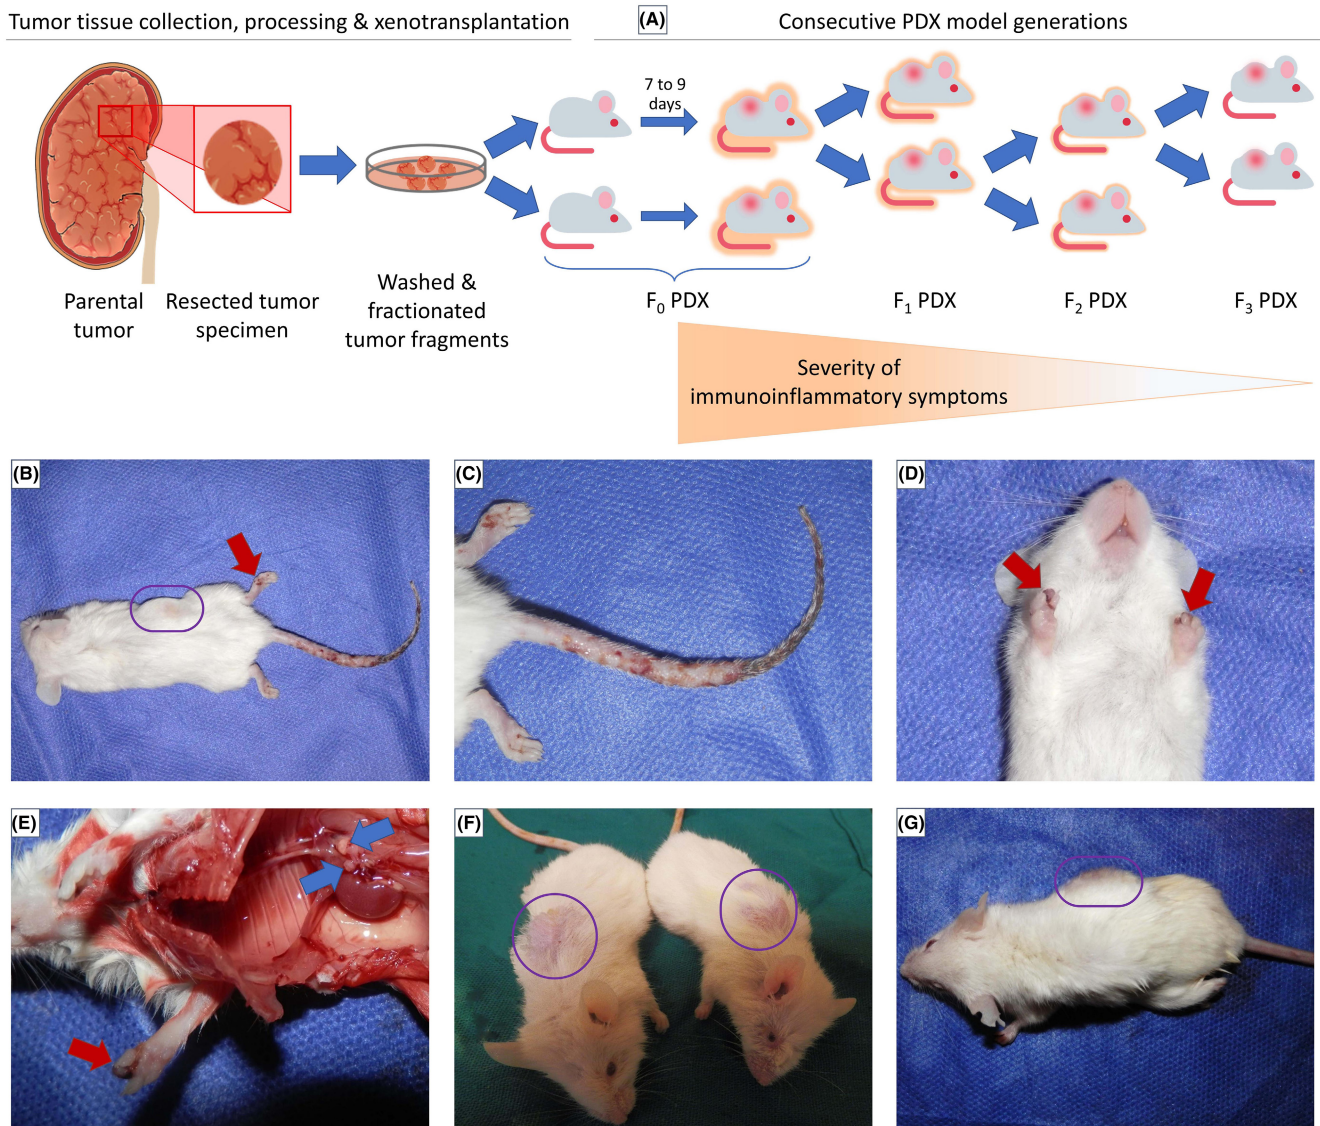 Tumor tissue collection, processing & xenotransplantation
(A)
Consecutive PDX model generations
7 to 9
days
Parental
tumor
Resected tumor
specimen
Washed &
fractionated
tumor fragments
F₀ PDX
F₁ PDX
F₂ PDX
F₃ PDX
Severity of
immunoinflammatory symptoms
(B)
(C)
(D)
(E)
(F)
(G)